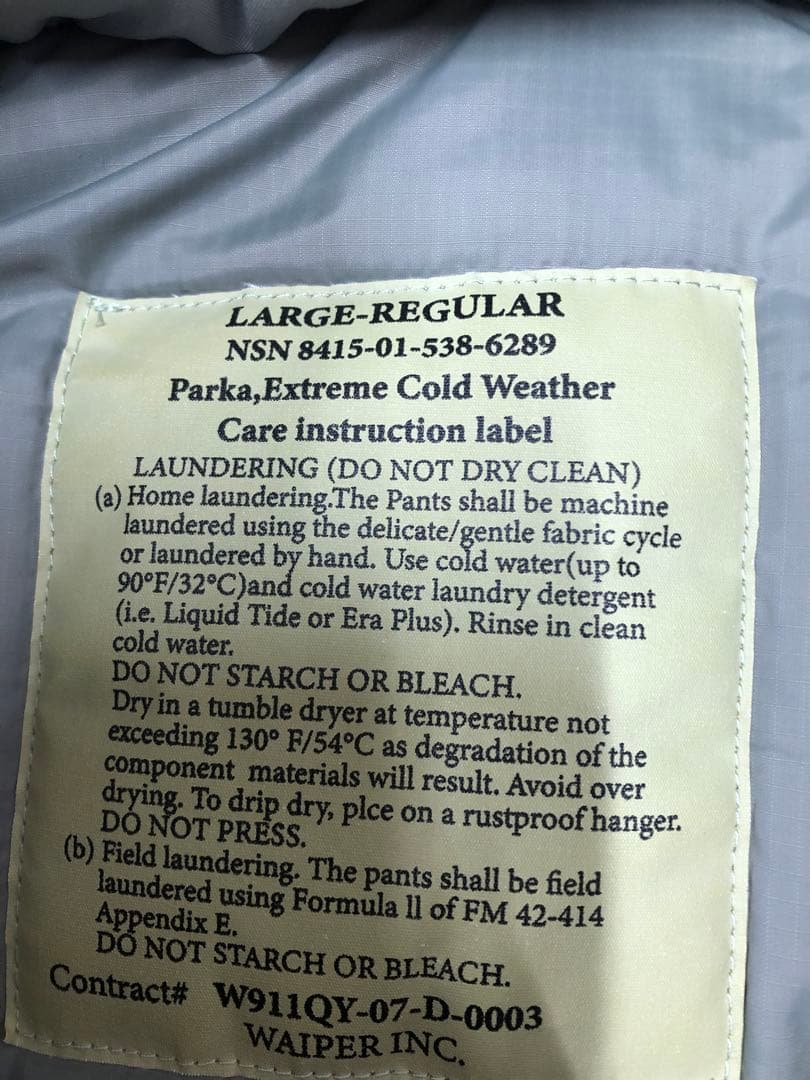 LARGE-REGULAR
NSN 8415-01-538-6289
Parka,Extreme Cold Weather
Care instruction label
LAUNDERING (DO NOT DRY CLEAN)
(a) Home laundering.The Pants shall be machine
laundered using the delicate/gentle fabric cycle
or laundered by hand. Use cold water(up to
90°F/32°C)and cold water laundry detergent
(i.e. Liquid Tide or Era Plus). Rinse in clean
cold water.
DO NOT STARCH OR BLEACH.
Dry in a tumble dryer at temperature not
exceeding 130° F/54°C as degradation of the
component materials will result. Avoid over
drying. To drip dry, plce on a rustproof hanger.
DO NOT PRESS.
(b) Field laundering. The pants shall be field
laundered using Formula ll of FM 42-414
Appendix E.
DO NOT STARCH OR BLEACH.
Contract# W911QY-07-D-0003
WAIPER INC.